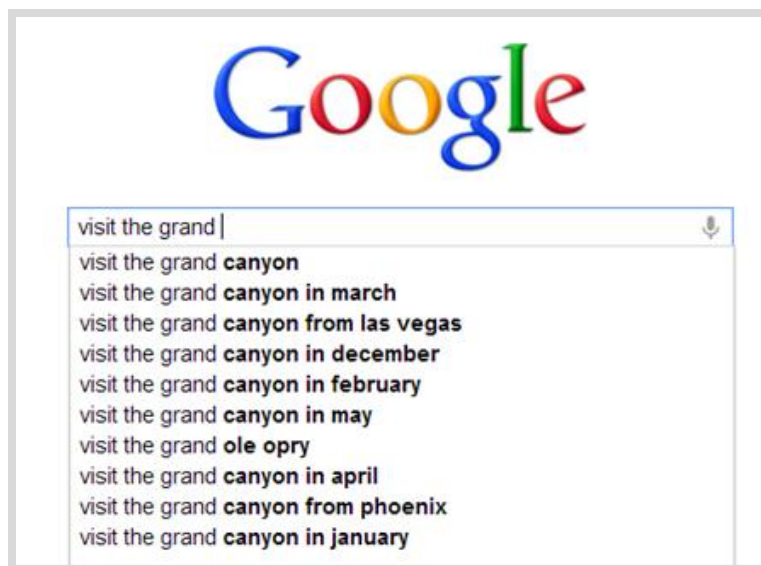 Google
visit the grand
visit the grand canyon
visit the grand canyon in march
visit the grand canyon from las vegas
visit the grand canyon in december
visit the grand canyon in february
visit the grand canyon in may
visit the grand ole opry
visit the grand canyon in april
visit the grand canyon from phoenix
visit the grand canyon in january